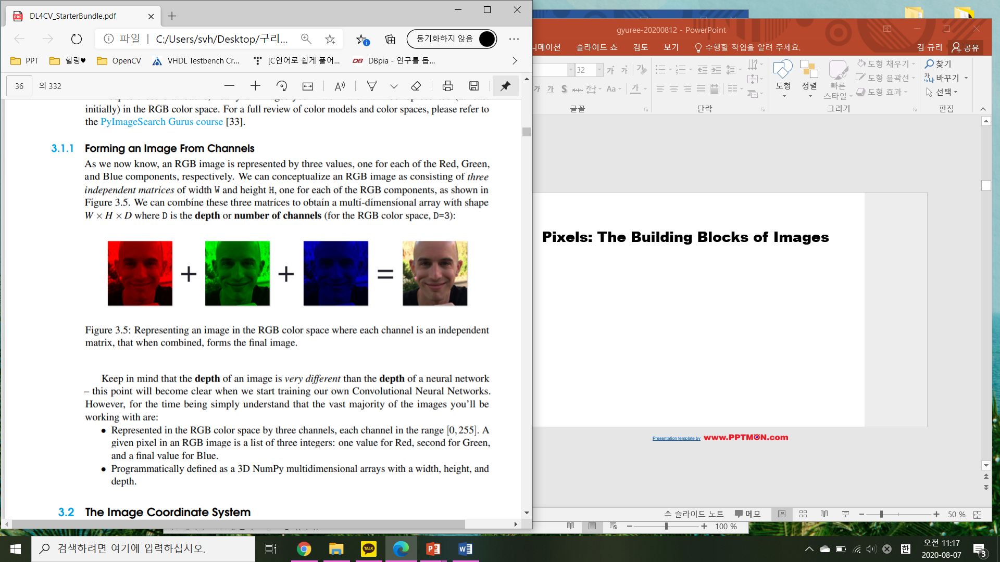 DL4CV_StarterBundle.pdf
파일 | C:/Users/svh/Desktop/구리...
동기화하지 않음
PPT
힐링♥
OpenCV
VHDL Testbench Cr...
[C언어로 쉽게 풀어...
DBpia - 연구를 돕...
36 의 332
initially) in the RGB color space. For a full review of color models and color spaces, please refer to
the PyImageSearch Gurus course [33].
3.1.1 Forming an Image From Channels
As we now know, an RGB image is represented by three values, one for each of the Red, Green,
and Blue components, respectively. We can conceptualize an RGB image as consisting of three
independent matrices of width W and height H, one for each of the RGB components, as shown in
Figure 3.5. We can combine these three matrices to obtain a multi-dimensional array with shape
W × H × D where D is the depth or number of channels (for the RGB color space, D=3):
+ + =
Figure 3.5: Representing an image in the RGB color space where each channel is an independent
matrix, that when combined, forms the final image.
Keep in mind that the depth of an image is very different than the depth of a neural network
– this point will become clear when we start training our own Convolutional Neural Networks.
However, for the time being simply understand that the vast majority of the images you'll be
working with are:
• Represented in the RGB color space by three channels, each channel in the range [0,255]. A
given pixel in an RGB image is a list of three integers: one value for Red, second for Green,
and a final value for Blue.
• Programmatically defined as a 3D NumPy multidimensional arrays with a width, height, and
depth.
3.2 The Image Coordinate System
gyuree-20200812 - PowerPoint
니메이션 슬라이드 쇼 검토 보기 수행할 작업을 알려 주세요. 김 규리 공유
32
가 가 S 가나 Aa 가
글꼴
단락
도형
정렬
빠른
스타일
도형 채우기
도형 윤곽선
도형 효과
그리기
찾기
바꾸기
선택
편집
Pixels: The Building Blocks of Images
Presentation template by www.PPTMON.com
슬라이드 노트 메모 50 %
100 %
검색하려면 여기에 입력하십시오.
TALK
한
오전 11:17
2020-08-07
3